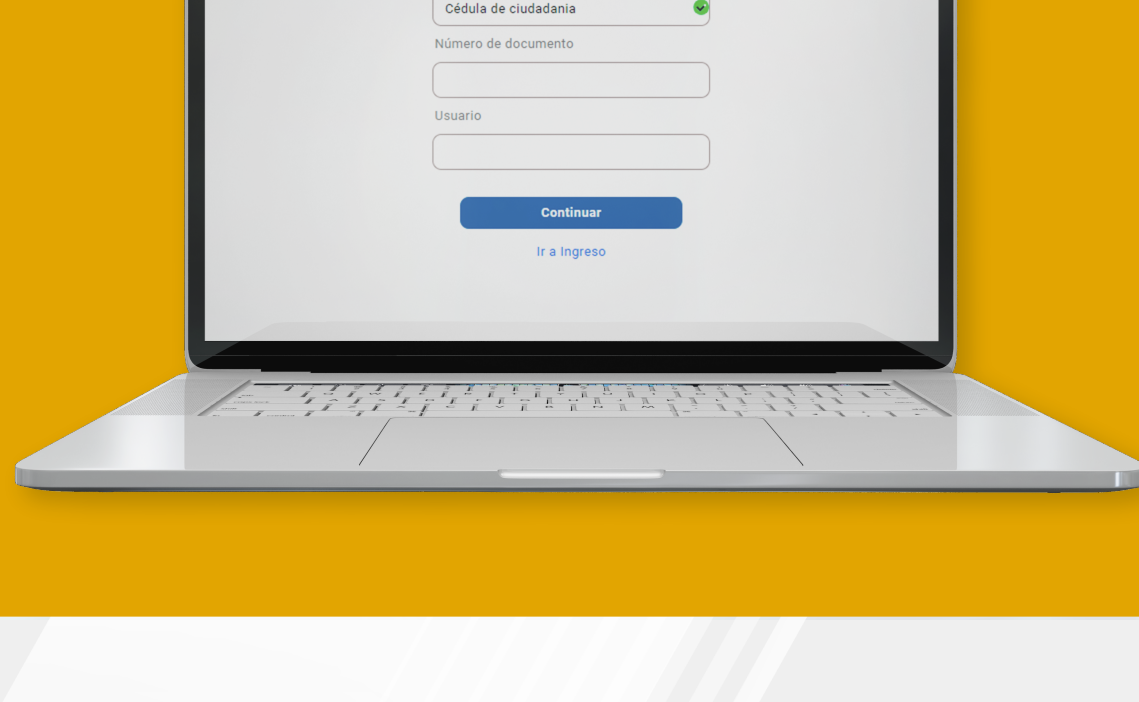 Cédula de ciudadania
Número de documento
Usuario
Continuar
Ir a Ingreso